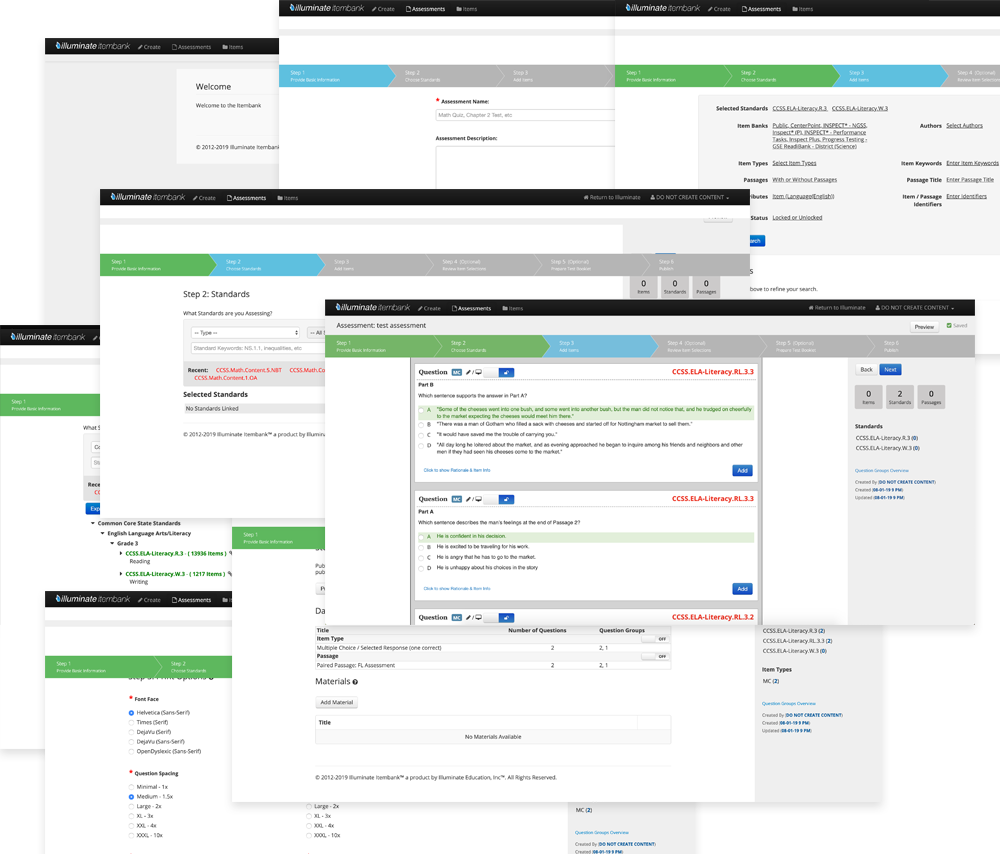 illuminate itembank Create Assessments Items
illuminate itembank Create Assessments Items
illuminate itembank Create Assessments Items
Welcome
Welcome to the Itembank
© 2012-2019 Illuminate Itemban
Step 1
Provide Basic Information
Step 2
Choose Standards
Step 3
Add Items
* Assessment Name:
Math Quiz, Chapter 2 Test, etc
Assessment Description:
Step 1
Provide Basic Information
Step 2
Choose Standards
Step 3
Add Items
Step 4 (Optional)
Review Item Selections
Selected Standards CCSS.ELA-Literacy.R.3 CCSS.ELA-Literacy.W.3
Item Banks Public, CenterPoint, INSPECT® - NGSS,
Inspect® (P), INSPECT® - Performance
Tasks, Inspect Plus, Progress Testing -
GSE ReadiBank - District (Science)
Authors Select Authors
Item Types Select Item Types
Item Keywords Enter Item Keywords
Passages With or Without Passages
Passage Title Enter Passage Title
ributes Item (Language(English))
Item / Passage
Identifiers
Enter Identifiers
Status Locked or Unlocked
arch
bove to refine your search.
illuminate itembank Create Assessments Items Return to Illuminate DO NOT CREATE CONTENT
Step 1
Provide Basic Information
Step 2
Choose Standards
Step 3
Add Items
Step 4 (Optional)
Review Item Selections
Step 5 (Optional)
Prepare Test Booklet
Step 6
Publish
0
Items
0
Standards
0
Passages
Step 2: Standards
What Standards are you Assessing?
-- Type --
-- All S
Standard Keywords: NS.1.1, inequalities, etc
Recent: CCSS.Math.Content.5.NBT CCSS.Math.Co
CCSS.Math.Content.1.OA
Selected Standards
No Standards Linked
© 2012-2019 Illuminate Itembank™ a product by Illumin
illuminate itembank Create Assessments Items Return to Illuminate DO NOT CREATE CONTENT
Assessment: test assessment
Preview Saved
Step 1
Provide Basic Information
Step 2
Choose Standards
Step 3
Add Items
Step 4 (Optional)
Review Item Selections
Step 5 (Optional)
Prepare Test Booklet
Step 6
Publish
Question MC CCSS.ELA-Literacy.RL.3.3
Part B
Which sentence supports the answer in Part A?
A "Some of the cheeses went into one bush, and some went into another bush, but the man did not notice that, and he trudged on cheerfully
to the market expecting the cheeses would meet him there."
B "There was a man of Gotham who filled a sack with cheeses and started off for Nottingham market to sell them."
C "It would have saved me the trouble of carrying you."
D "All day long he loitered about the market, and as evening approached he began to inquire among his friends and neighbors and other
men if they had seen his cheeses come to the market."
Click to show Rationale & Item Info
Add
Question MC CCSS.ELA-Literacy.RL.3.3
Part A
Which sentence describes the man's feelings at the end of Passage 2?
A He is confident in his decision.
B He is excited to be traveling for his work.
C He is angry that he has to go to the market.
D He is unhappy about his choices in the story
Click to show Rationale & Item Info
Add
Question MC CCSS.ELA-Literacy.RL.3.2
Back Next
0
Items
2
Standards
0
Passages
Standards
CCSS.ELA-Literacy.R.3 (0)
CCSS.ELA-Literacy.W.3 (0)
Question Groups Overview
Created By (DO NOT CREATE CONTENT)
Created (08-01-19 9 PM)
Updated (08-01-19 9 PM)
illuminate itembank
Step 1
Provide Basic Information
What S
Rece
Exp
Common Core State Standards
English Language Arts/Literacy
Grade 3
CCSS.ELA-Literacy.R.3 - ( 13936 Items )
Reading
CCSS.ELA-Literacy.W.3 - ( 1217 Items )
Writing
Step 1
Provide Basic Information
Title Number of Questions Question Groups
Item Type OFF
Multiple Choice / Selected Response (one correct) 2 2, 1
Passage OFF
Paired Passage: FL Assessment 2 2, 1
Materials
Add Material
Title
No Materials Available
© 2012-2019 Illuminate Itembank™ a product by Illuminate Education, Inc™. All Rights Reserved.
CCSS.ELA-Literacy.R.3 (2)
CCSS.ELA-Literacy.RL.3.3 (2)
CCSS.ELA-Literacy.W.3 (0)
Item Types
MC (2)
Question Groups Overview
Created By (DO NOT CREATE CONTENT)
Created (08-01-19 9 PM)
Updated (08-01-19 9 PM)
illuminate itembank Create Assessments
Step 1
Provide Basic Information
Step 2
Choose Standards
* Font Face
Helvetica (Sans-Serif)
Times (Serif)
DejaVu (Serif)
DejaVu (Sans-Serif)
OpenDyslexic (Sans-Serif)
* Question Spacing
Minimal - 1x
Medium - 1.5x
Large - 2x
XL - 3x
XXL - 4x
XXXL - 10x
Large - 2x
XL - 3x
XXL - 4x
XXXL - 10x
MC (2)
Question Groups Overview
Created By (DO NOT CREATE CONTENT)
Created (08-01-19 9 PM)